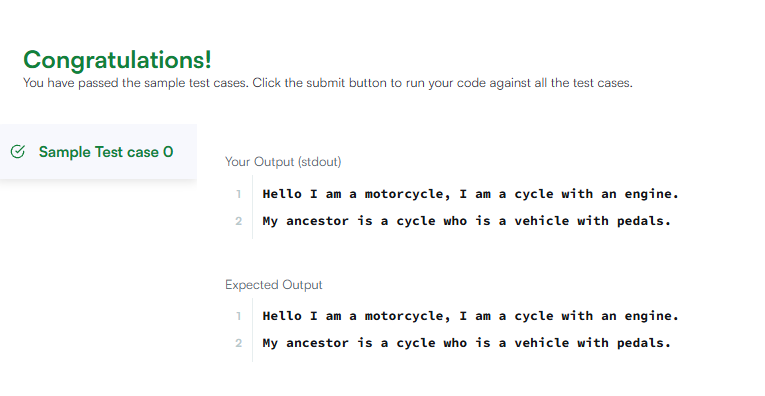 Congratulations!
You have passed the sample test cases. Click the submit button to run your code against all the test cases.
Sample Test case 0
Your Output (stdout)
1 Hello I am a motorcycle, I am a cycle with an engine.
2 My ancestor is a cycle who is a vehicle with pedals.
Expected Output
1 Hello I am a motorcycle, I am a cycle with an engine.
2 My ancestor is a cycle who is a vehicle with pedals.